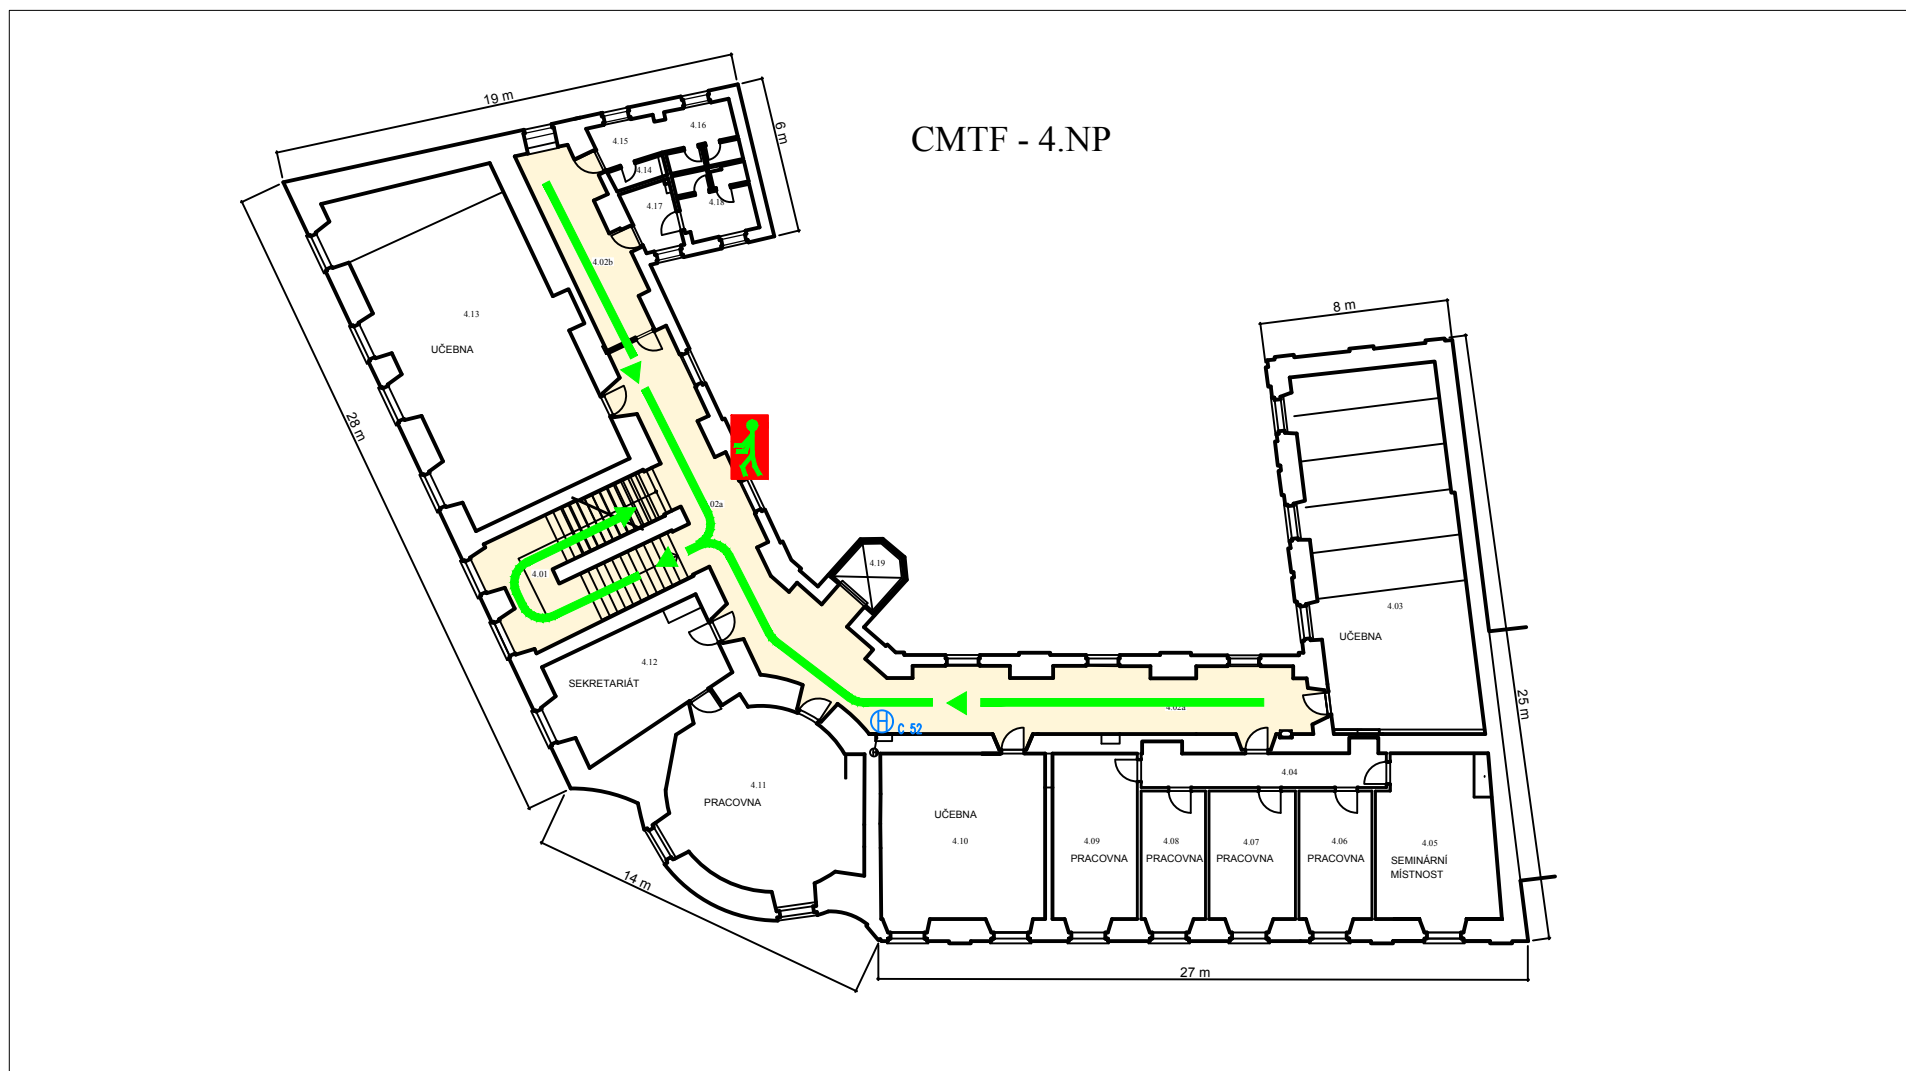 CMTF - 4.NP
19 m
6 m
4.16
4.15
4.14
4.17
4.18
4.02b
4.13
UČEBNA
28 m
8 m
02a
4.19
4.01
4.03
UČEBNA
4.12
SEKRETARIÁT
25 m
4.02a
C 52
4.04
4.11
PRACOVNA
UČEBNA
4.10
4.09
PRACOVNA
4.08
PRACOVNA
4.07
PRACOVNA
4.06
PRACOVNA
4.05
SEMINÁRNÍ
MÍSTNOST
14 m
27 m
H